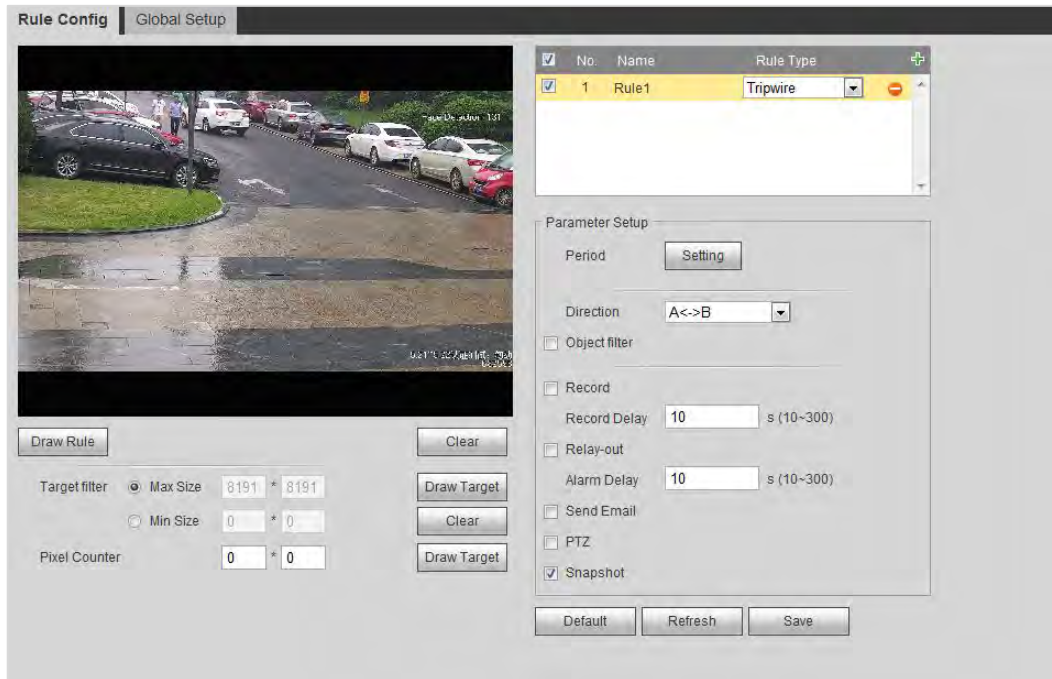 Rule Config Global Setup
No. Name Rule Type
1 Rule1 Tripwire
Parameter Setup
Period Setting
Direction A<->B
Object filter
Record
Record Delay 10 s (10~300)
Relay-out
Alarm Delay 10 s (10~300)
Send Email
PTZ
Snapshot
Default Refresh Save
Draw Rule Clear
Target filter Max Size 8191 * 8191 Draw Target
Min Size 0 * 0 Clear
Pixel Counter 0 * 0 Draw Target